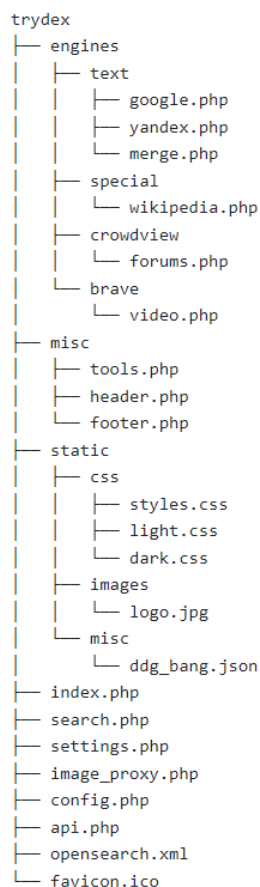 trydex
├── engines
│   ├── text
│   │   ├── google.php
│   │   ├── yandex.php
│   │   └── merge.php
│   ├── special
│   │   └── wikipedia.php
│   ├── crowdview
│   │   └── forums.php
│   └── brave
│       └── video.php
├── misc
│   ├── tools.php
│   ├── header.php
│   └── footer.php
├── static
│   ├── css
│   │   ├── styles.css
│   │   ├── light.css
│   │   └── dark.css
│   ├── images
│   │   └── logo.jpg
│   └── misc
│       └── ddg_bang.json
├── index.php
├── search.php
├── settings.php
├── image_proxy.php
├── config.php
├── api.php
├── opensearch.xml
└── favicon.ico